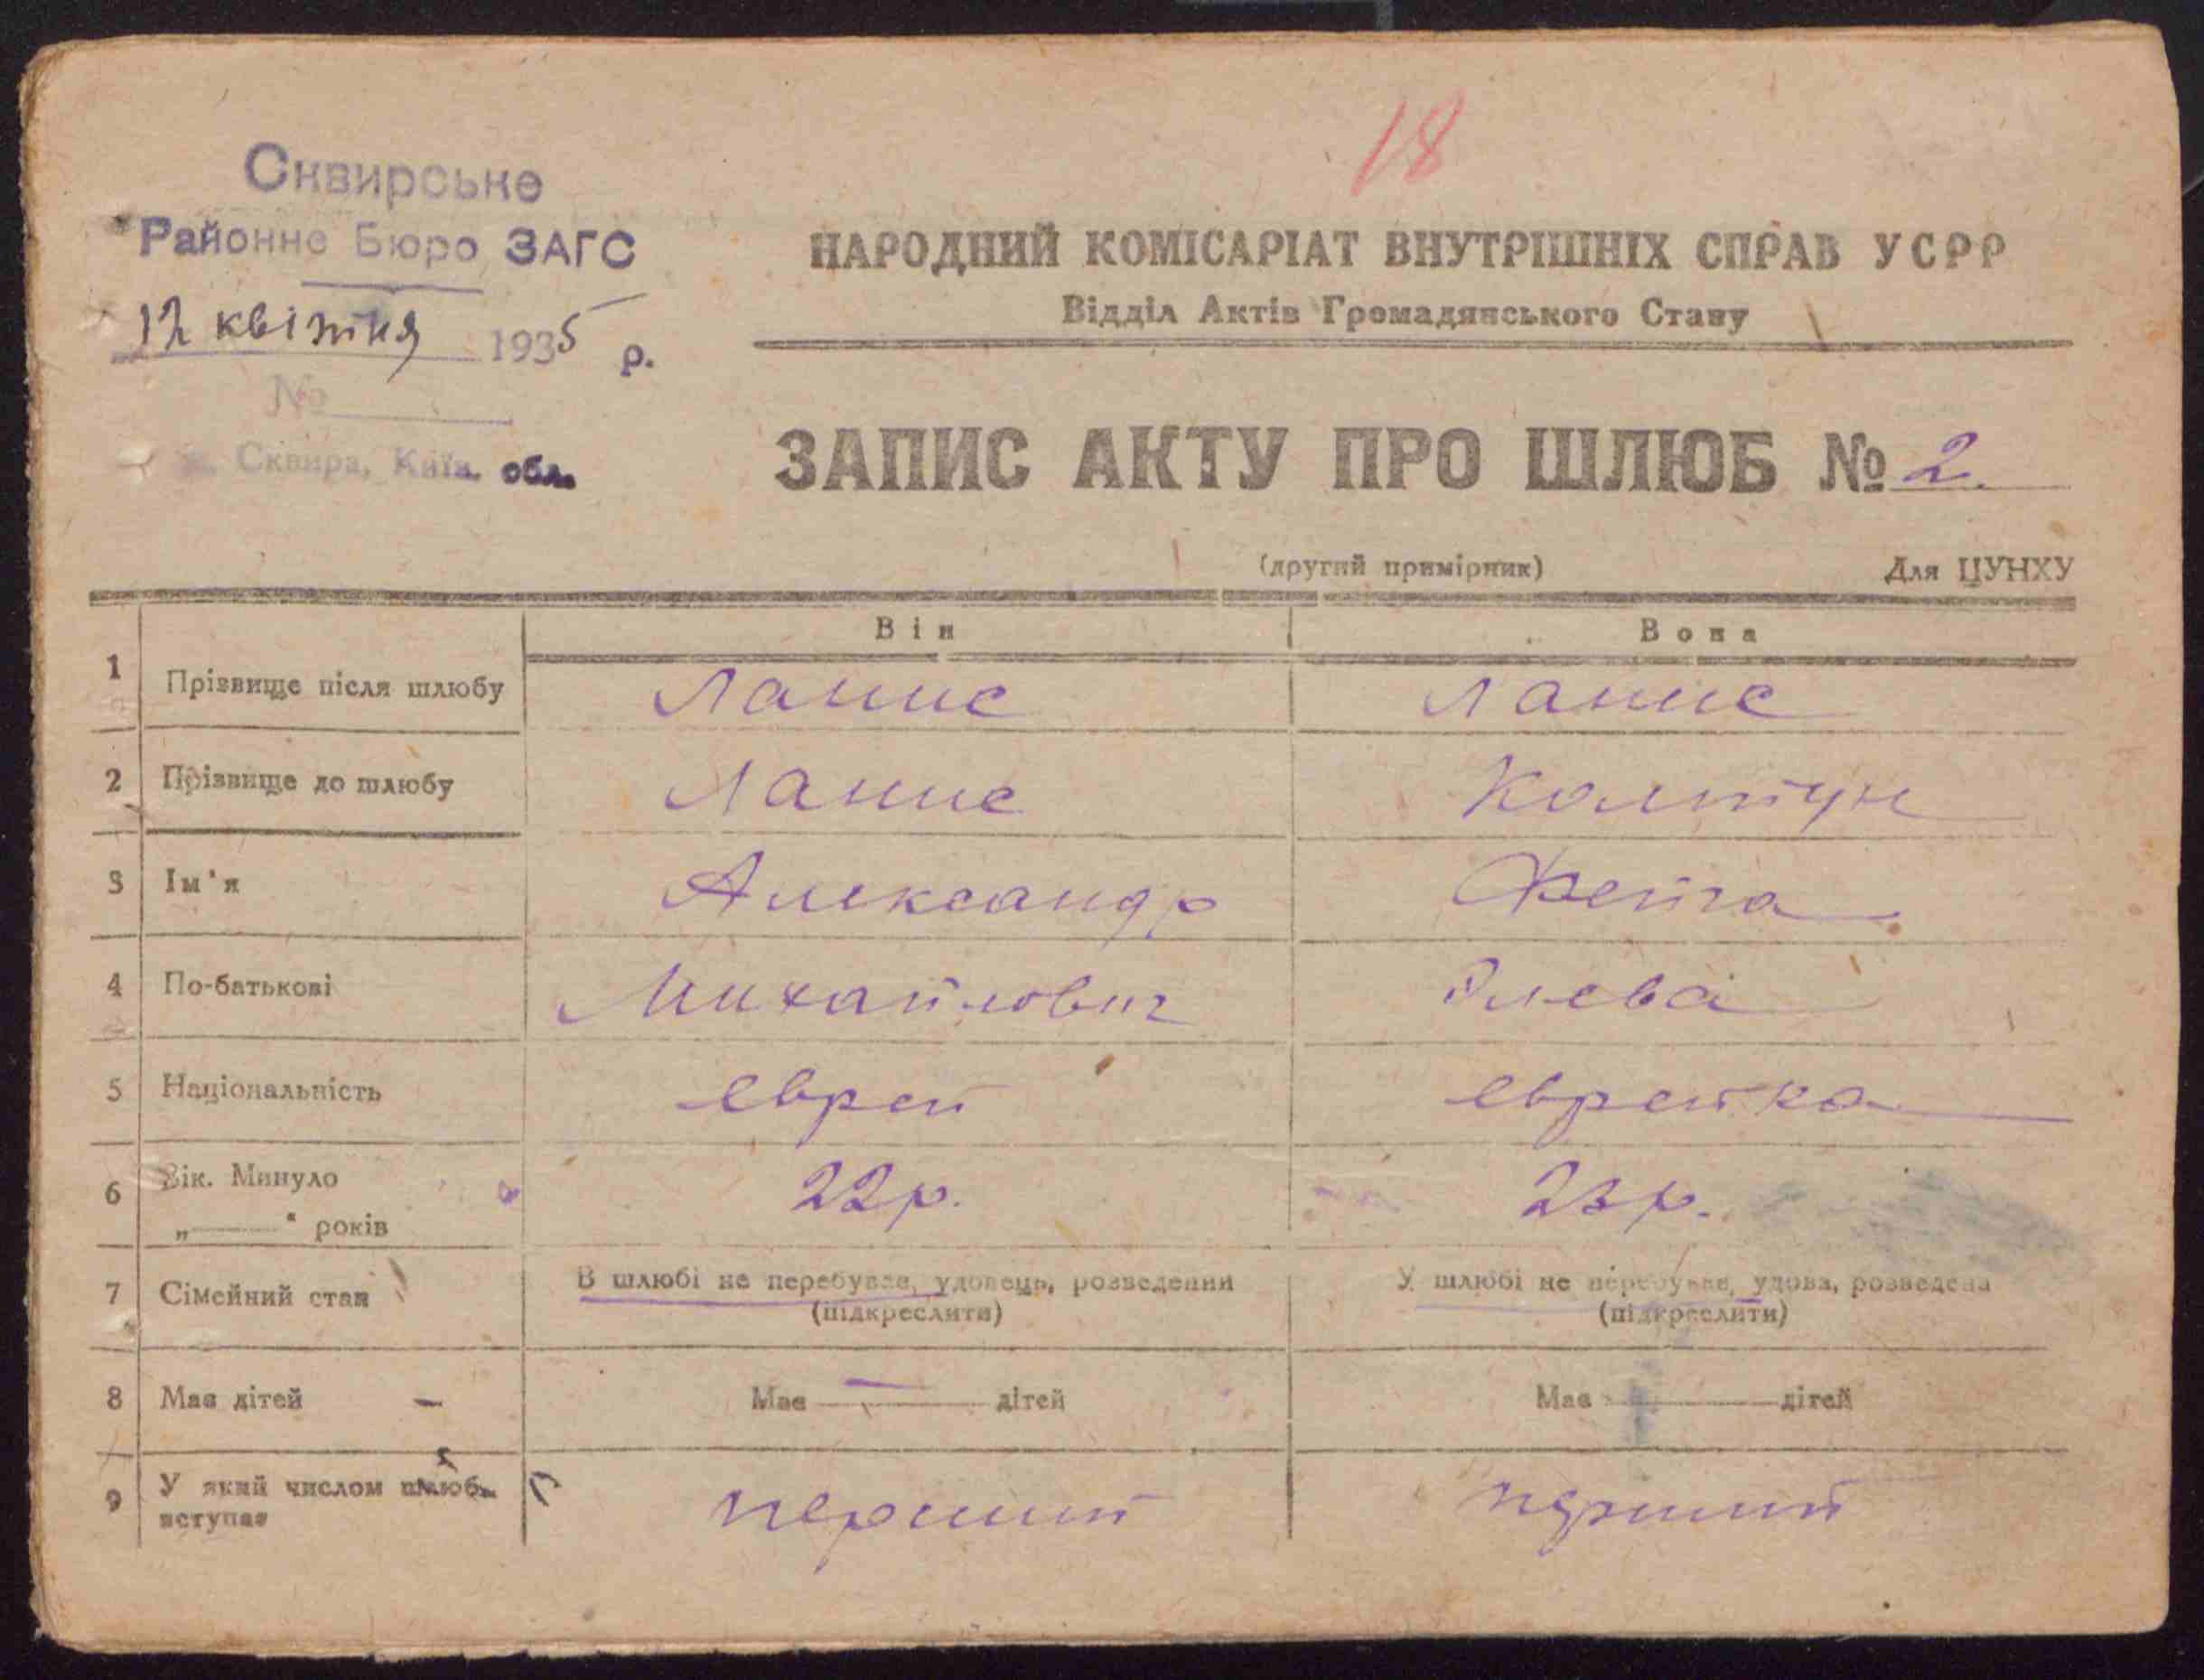 18
Сквирське
Районне Бюро ЗАГС
12 квітня 1935 р.
№
Сквира, Київ. обл.
НАРОДНИЙ КОМІСАРІАТ ВНУТРІШНІХ СПРАВ УСРР
Відділ Актів Громадянського Стану
ЗАПИС АКТУ ПРО ШЛЮБ № 2.
(другий примірник) Для ЦУНХУ
Він Вона
1 Прізвище після шлюбу Лапис Лапис
2 Прізвище до шлюбу Лапис Колтун
3 Ім'я Александр Фейга
4 По-батькові Михайлович
5 Національність еврей еврейка
6 Вік. Минуло 22 р. 23 р.
„ “ років
7 Сімейний стан В шлюбі не перебував, удовець, розведений У шлюбі не перебував, удова, розведена
(підкреслити) (підкреслити)
8 Має дітей – Має — дітей Має дітей
9 У який числом шлюб перший перший
вступає